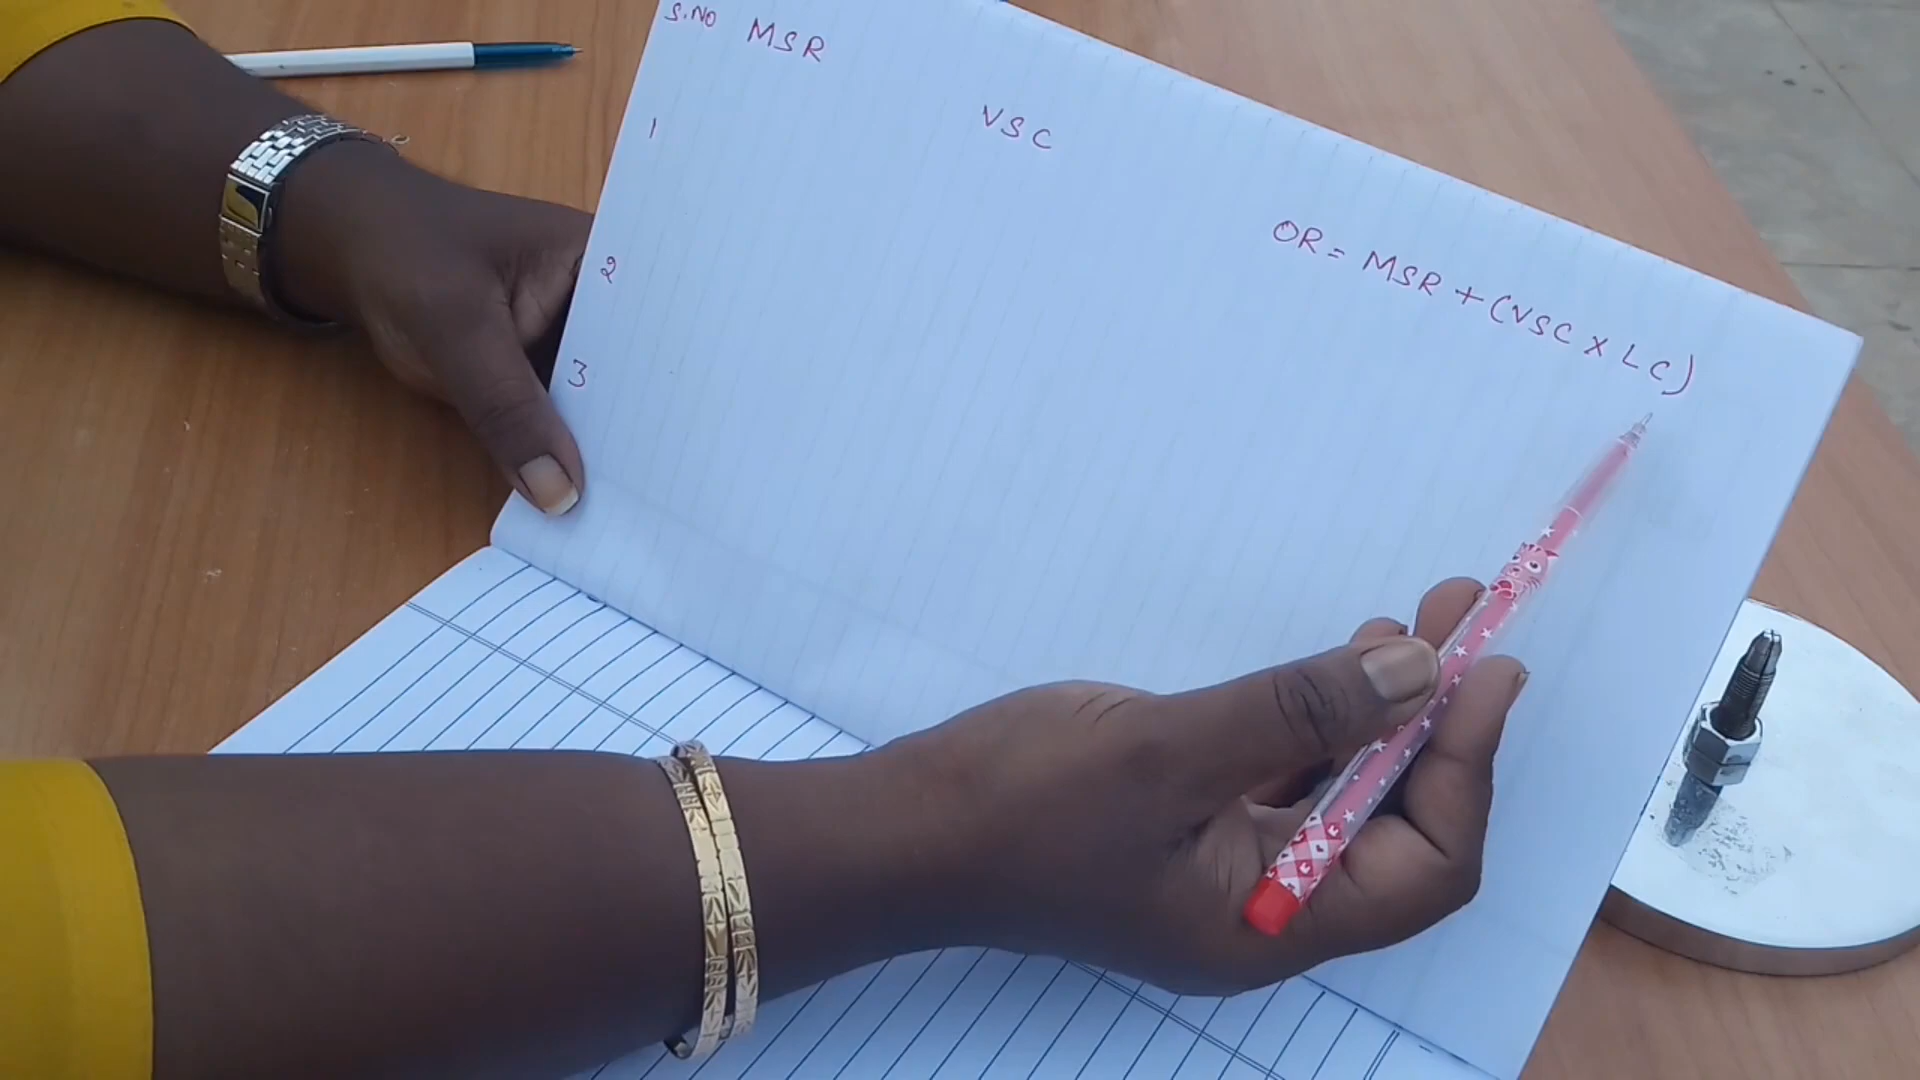 S.NO MSR VSC OR = MSR + (VSC x LC)
1
2
3